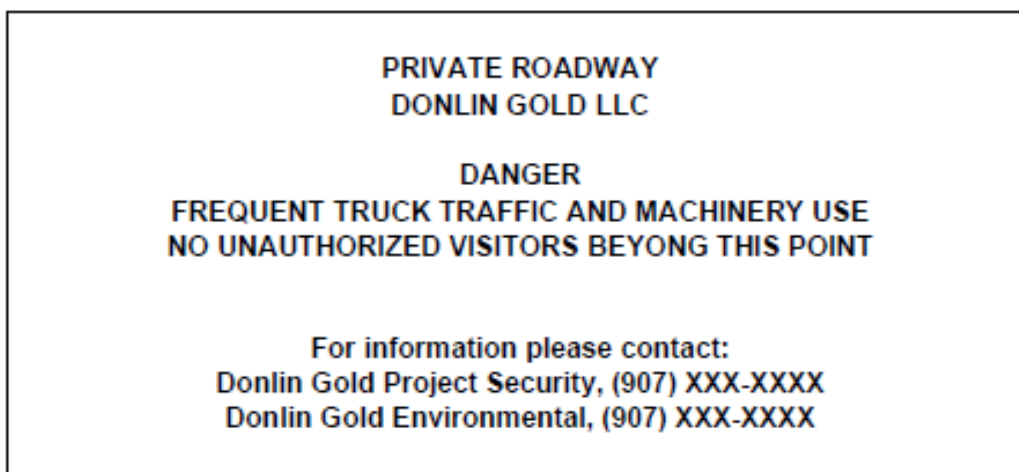 PRIVATE ROADWAY
DONLIN GOLD LLC
DANGER
FREQUENT TRUCK TRAFFIC AND MACHINERY USE
NO UNAUTHORIZED VISITORS BEYONG THIS POINT
For information please contact:
Donlin Gold Project Security, (907) XXX-XXXX
Donlin Gold Environmental, (907) XXX-XXXX